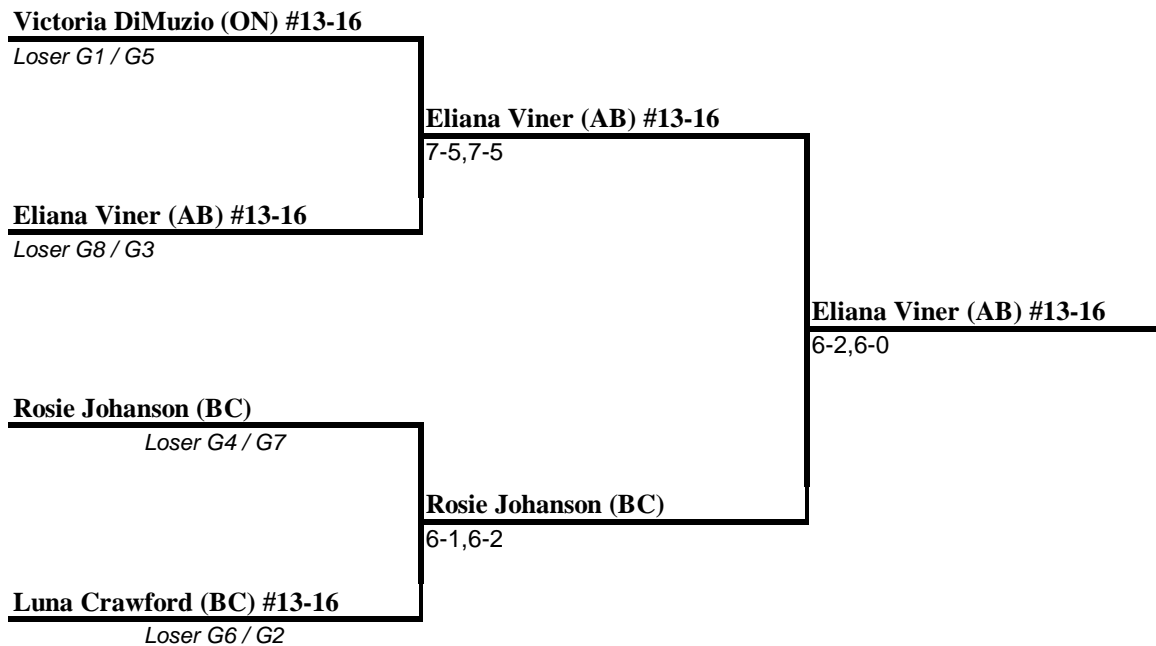 Victoria DiMuzio (ON) #13-16
Loser G1 / G5
Eliana Viner (AB) #13-16
7-5,7-5
Eliana Viner (AB) #13-16
Loser G8 / G3
Eliana Viner (AB) #13-16
6-2,6-0
Rosie Johanson (BC)
Loser G4 / G7
Rosie Johanson (BC)
6-1,6-2
Luna Crawford (BC) #13-16
Loser G6 / G2